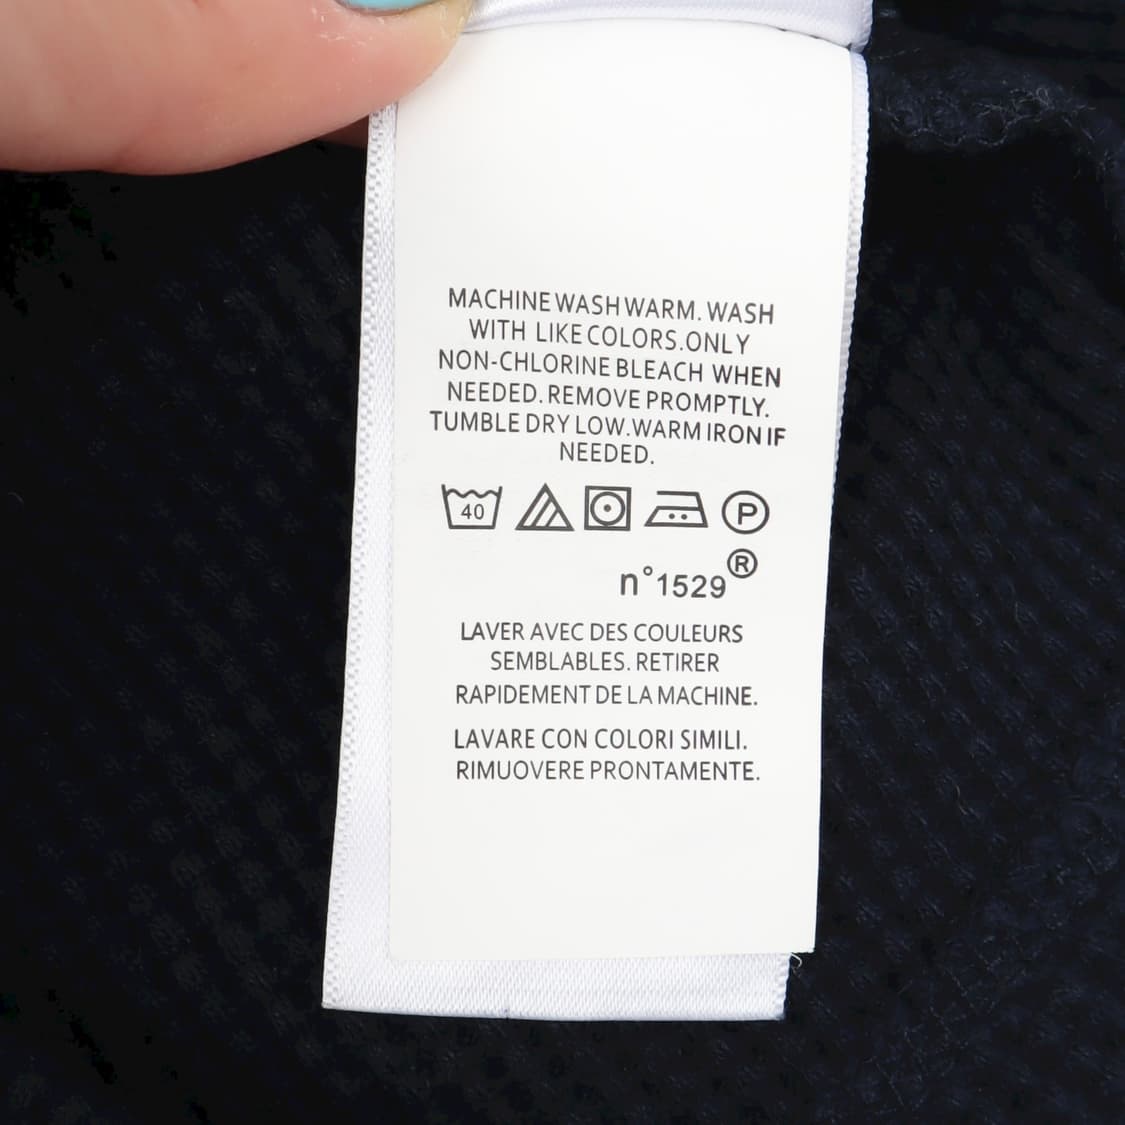 MACHINE WASH WARM. WASH
WITH LIKE COLORS.ONLY
NON-CHLORINE BLEACH WHEN
NEEDED. REMOVE PROMPTLY.
TUMBLE DRY LOW.WARM IRON IF
NEEDED.
40 P
n°1529®
LAVER AVEC DES COULEURS
SEMBLABLES. RETIRER
RAPIDEMENT DE LA MACHINE.
LAVARE CON COLORI SIMILI.
RIMUOVERE PRONTAMENTE.